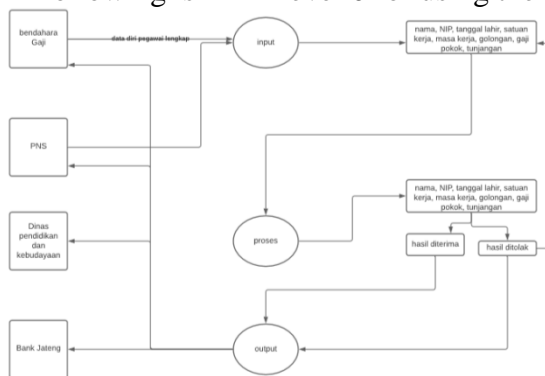 bendahara
Gaji
data diri pegawai lengkap
input
nama, NIP, tanggal lahir, satuan
kerja, masa kerja, golongan, gaji
pokok, tunjangan
PNS
nama, NIP, tanggal lahir, satuan
kerja, masa kerja, golongan, gaji
pokok, tunjangan
Dinas
pendidikan
dan
kebudayaan
proses
hasil diterima
hasil ditolak
Bank Jateng
output